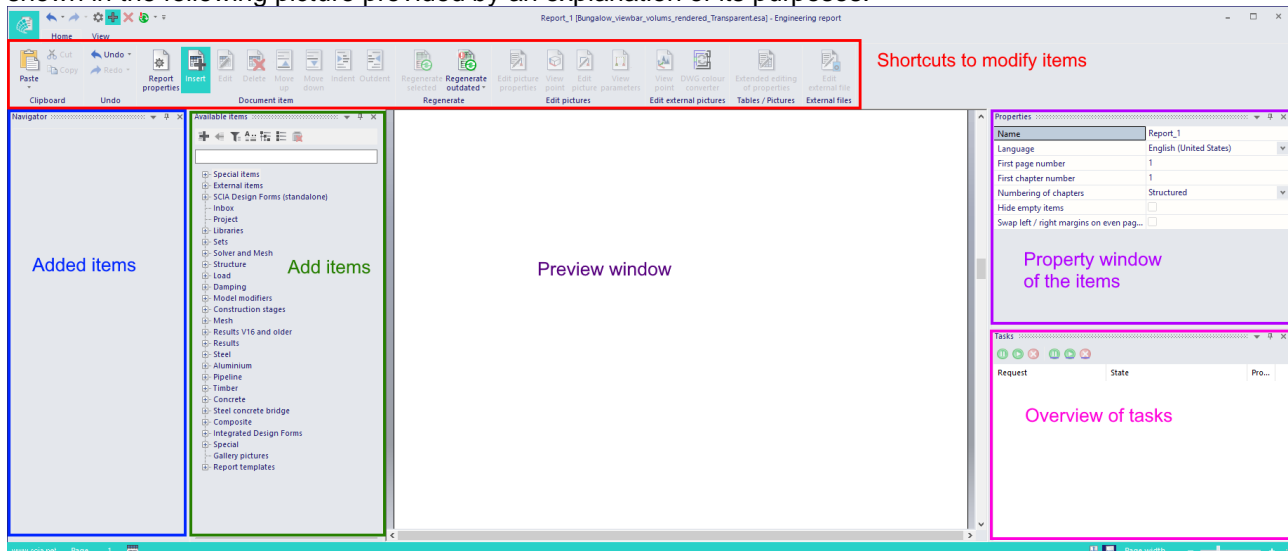 shown in the following picture provided by an explanation of its purposes.
Report_1 [Bungalow_viewbar_volums_rendered_Transparent.esa] - Engineering report
Home View
Cut
Copy
Paste
Undo
Redo
Report properties
Insert
Edit
Delete
Move up
Move down
Indent
Outdent
Regenerate selected
Regenerate outdated
Edit picture properties
View point
Edit picture
View parameters
View point
DWG colour converter
Extended editing of properties
Edit external file
Clipboard
Undo
Document item
Regenerate
Edit pictures
Edit external pictures
Tables / Pictures
External files
Shortcuts to modify items
Navigator
Added items
Available items
Special items
External items
SCIA Design Forms (standalone)
Inbox
Project
Libraries
Sets
Solver and Mesh
Structure
Load
Damping
Model modifiers
Construction stages
Mesh
Results V16 and older
Results
Steel
Aluminium
Pipeline
Timber
Concrete
Steel concrete bridge
Composite
Integrated Design Forms
Special
Gallery pictures
Report templates
Add items
Preview window
Properties
Name Report_1
Language English (United States)
First page number 1
First chapter number 1
Numbering of chapters Structured
Hide empty items
Swap left / right margins on even pag...
Property window
of the items
Tasks
Request State Pro...
Overview of tasks
Page width